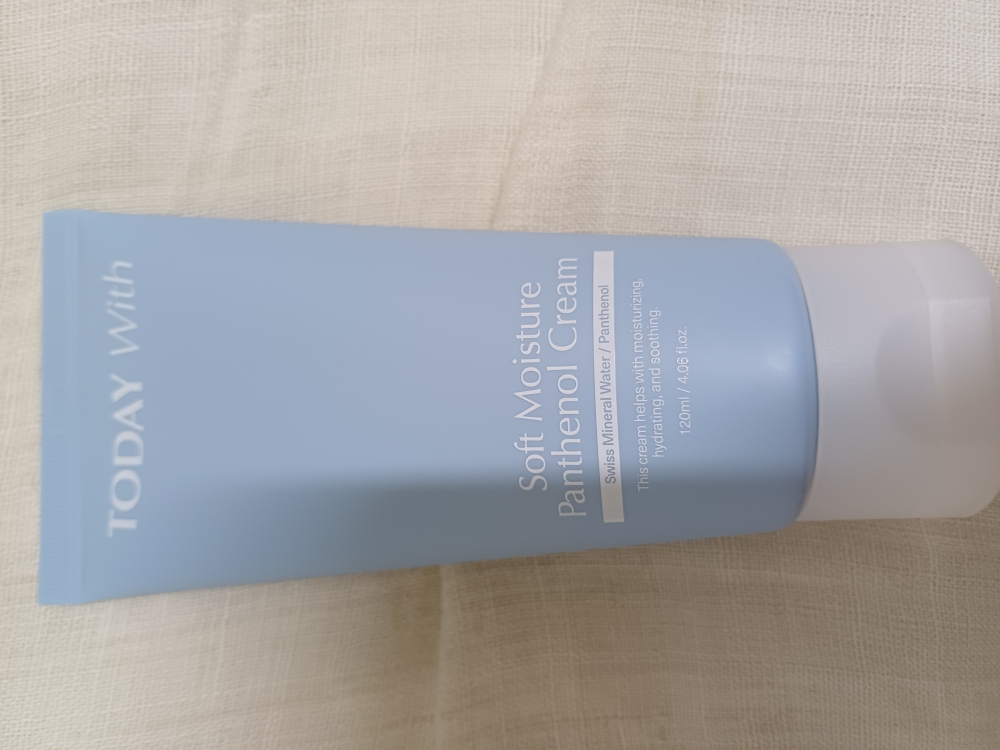 TODAY With
Soft Moisture
Panthenol Cream
Swiss Mineral Water / Panthenol
This cream helps with moisturizing,
hydrating, and soothing.
120ml / 4.06 fl.oz.